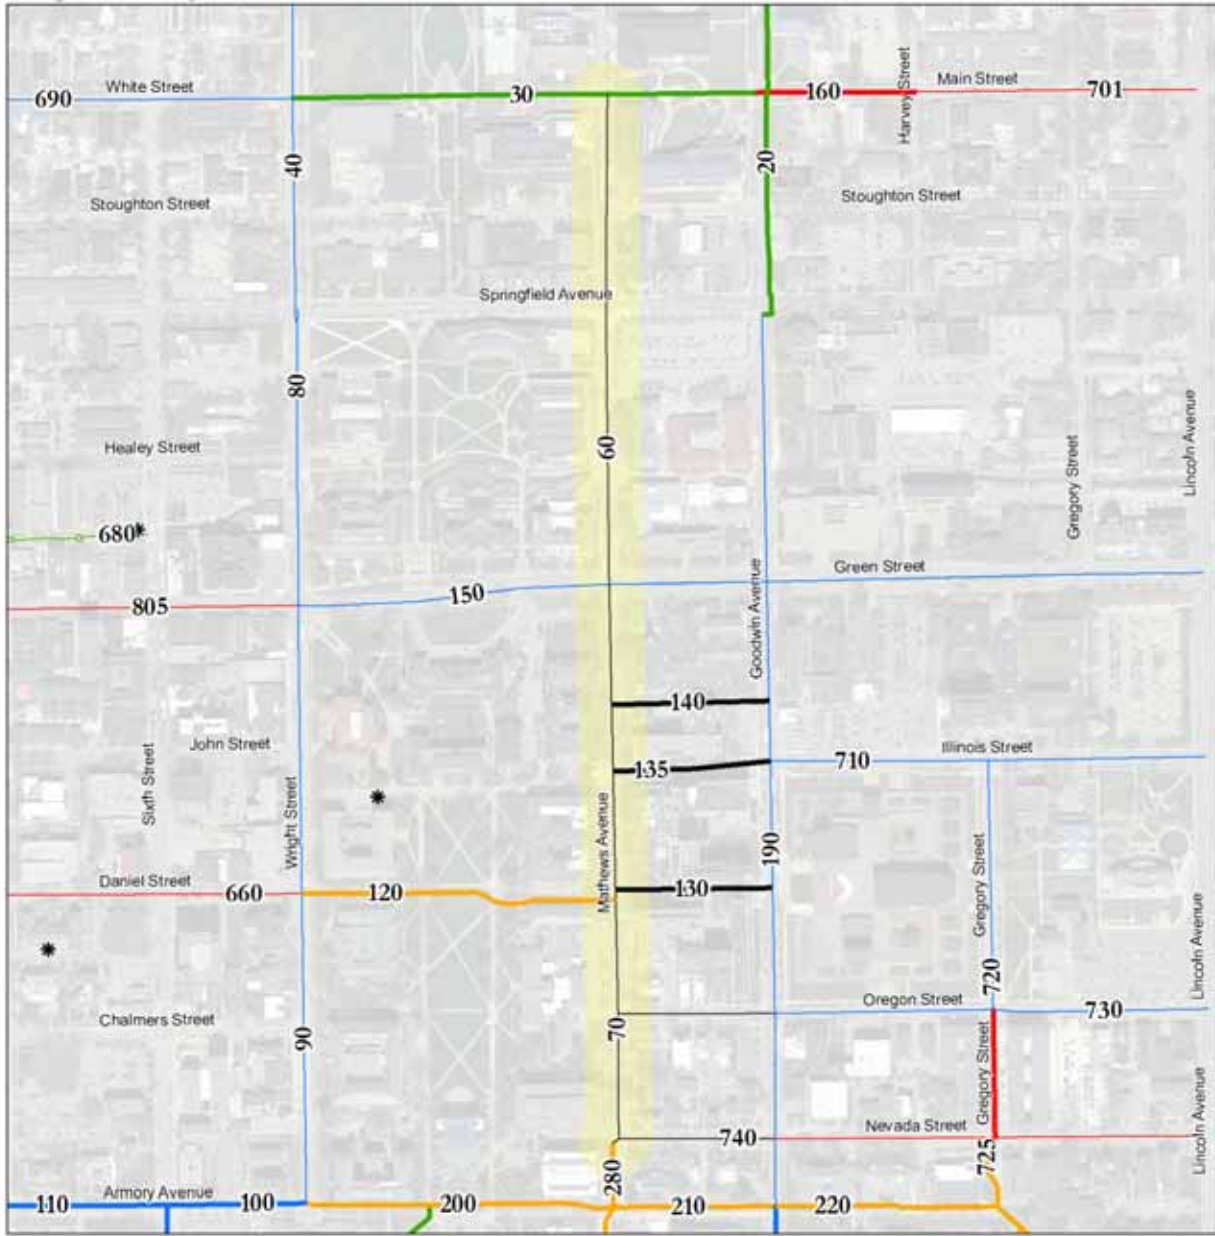 White Street
690
30
160
Harvey Street
Main Street
701
40
20
Stoughton Street
Stoughton Street
Springfield Avenue
80
60
Healey Street
Lincoln Avenue
Gregory Street
680
Green Street
805
150
Goodwin Avenue
140
John Street
135
710
Illinois Street
Sixth Street
Wright Street
Mathews Avenue
190
Daniel Street
660
120
130
Gregory Street
Lincoln Avenue
720
Oregon Street
730
Chalmers Street
90
70
Gregory Street
Nevada Street
740
725
Lincoln Avenue
280
Armory Avenue
110
100
200
210
220